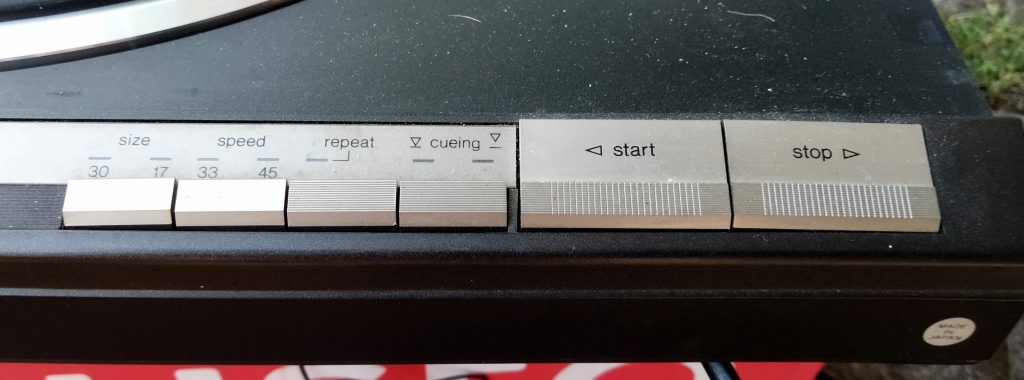 size speed repeat cueing
30 17 33 45
◁ start
stop ▷
MADE
IN
JAPAN